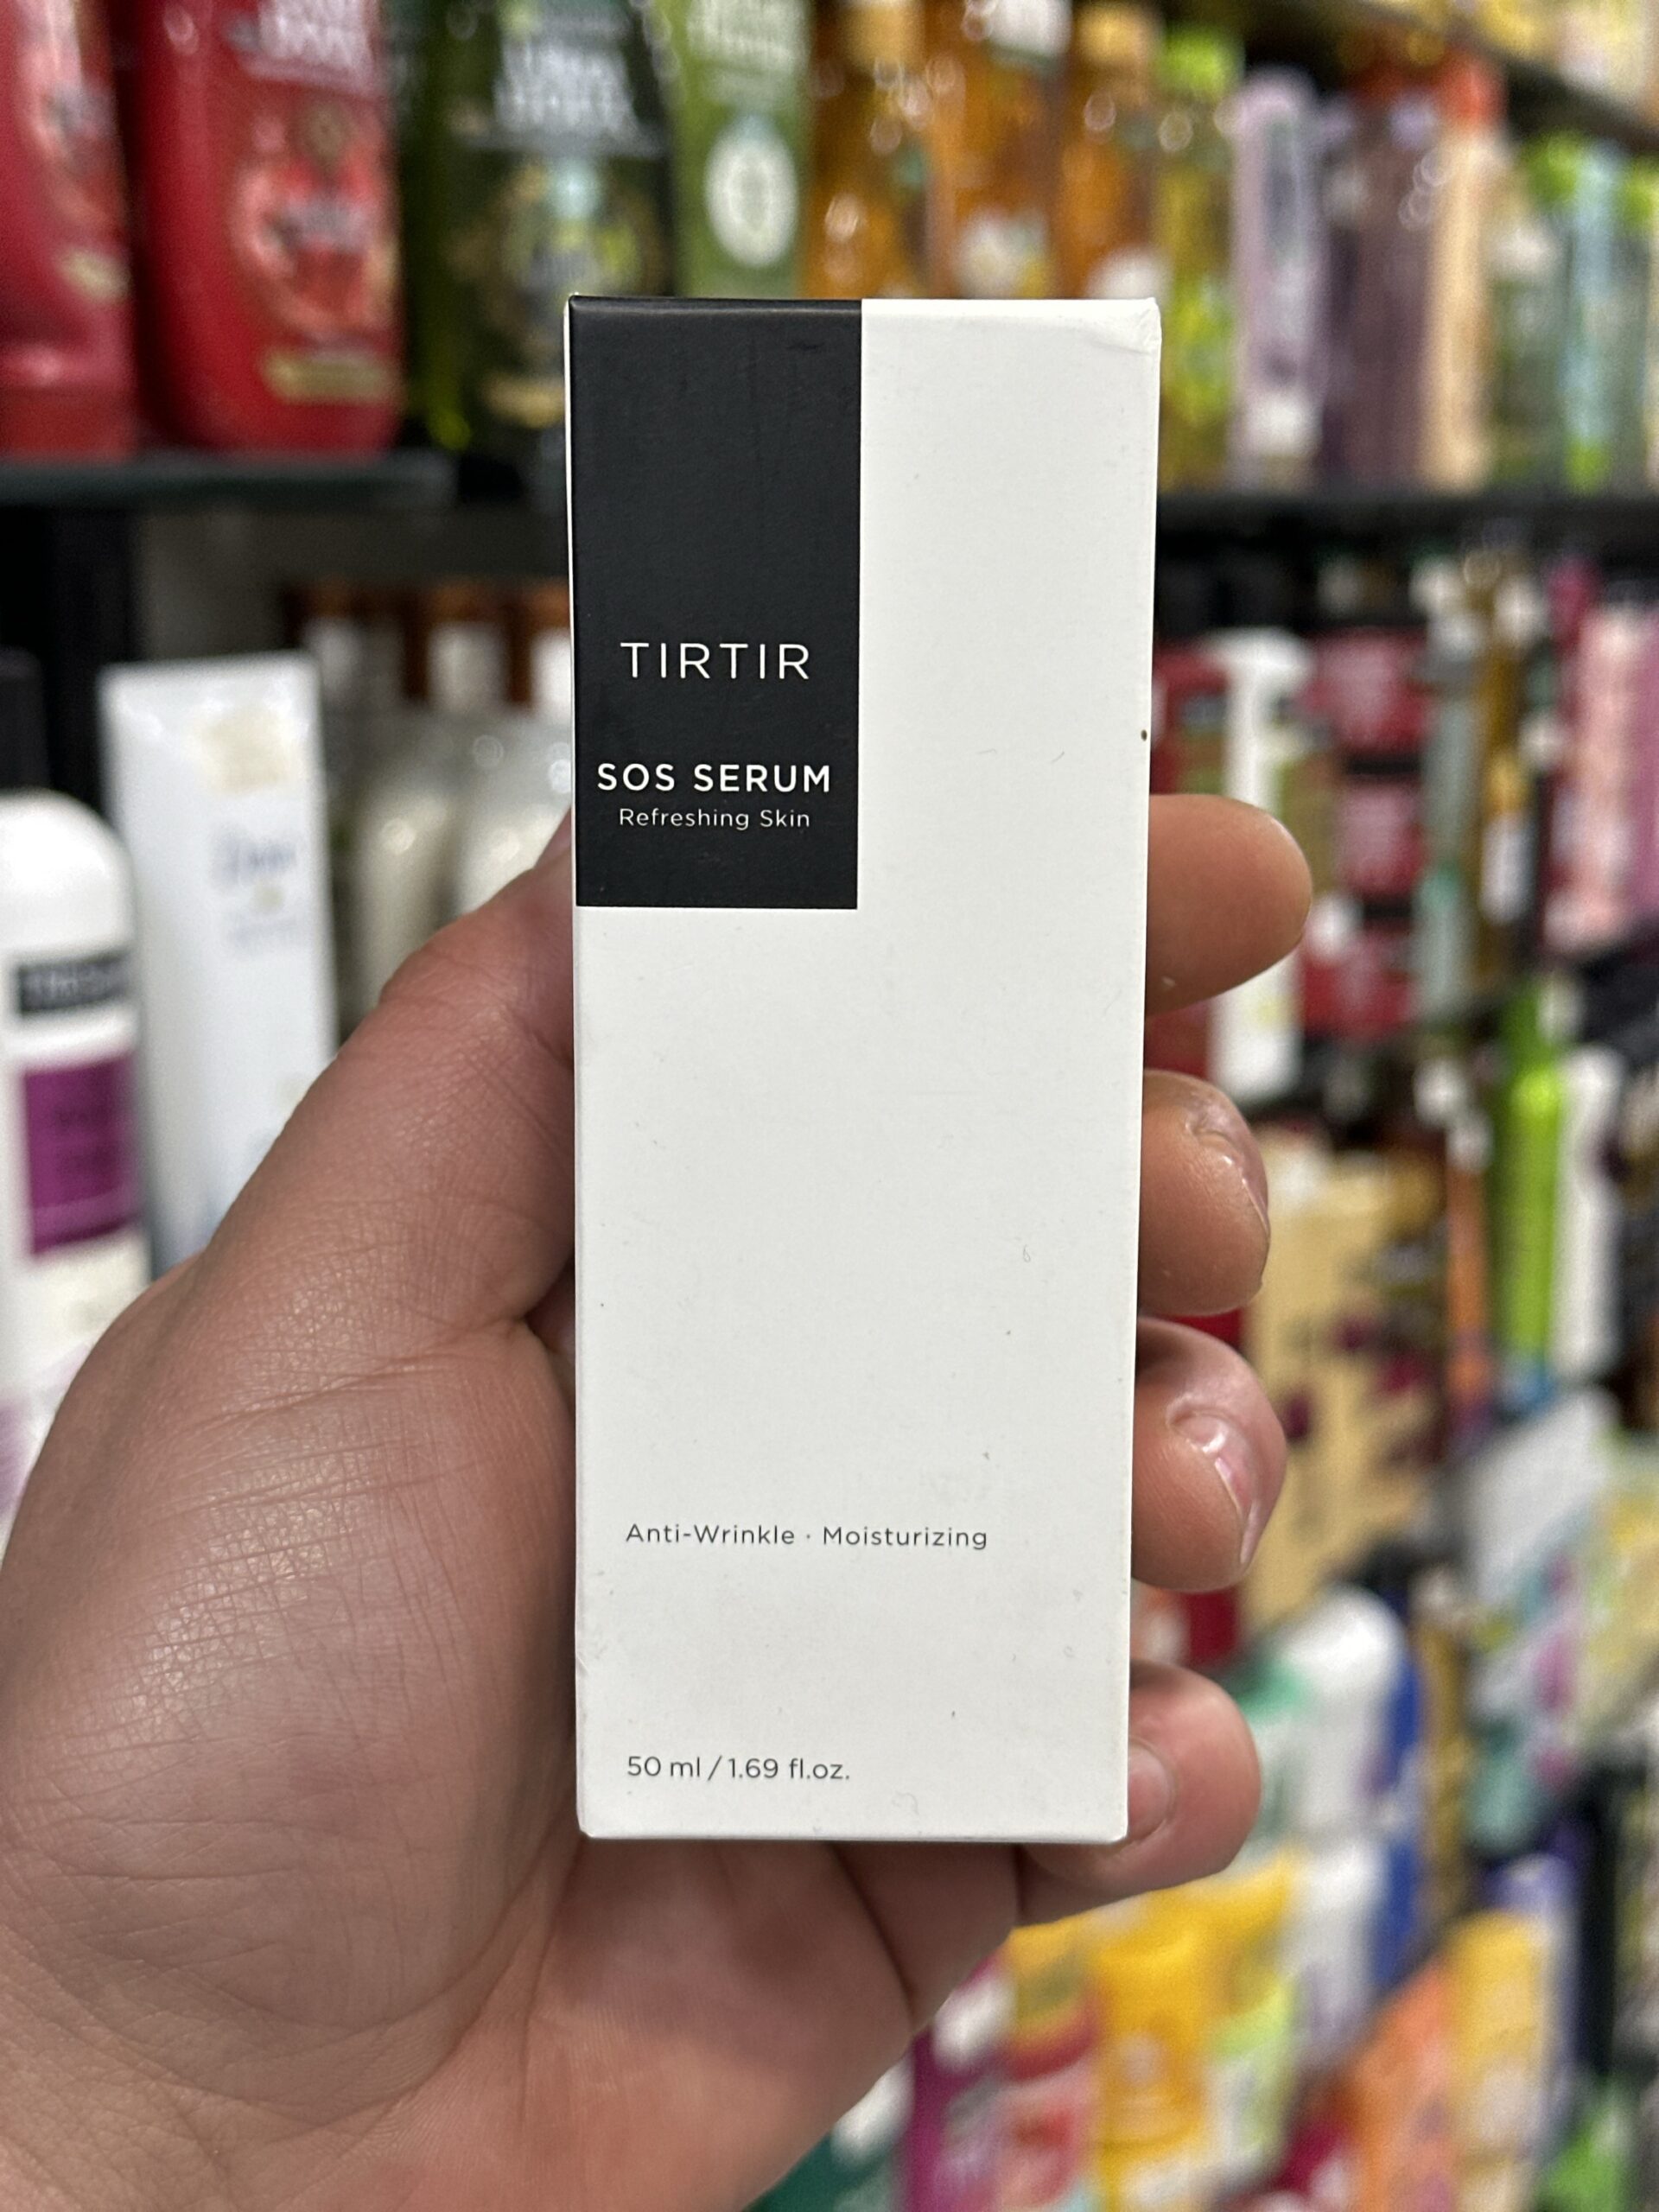 TIRTIR
SOS SERUM
Refreshing Skin
Anti-Wrinkle · Moisturizing
50 ml / 1.69 fl.oz.